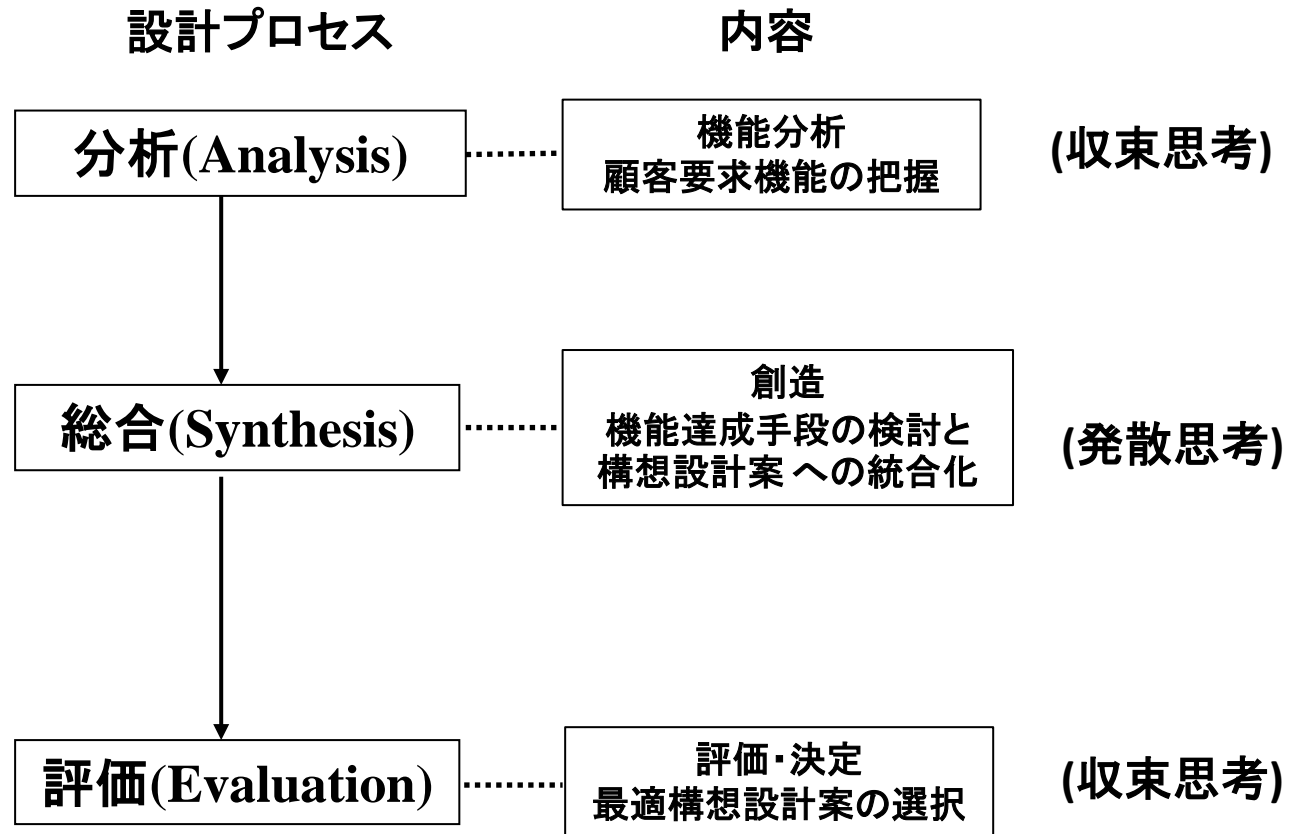 設計プロセス
内容
分析(Analysis)
機能分析
顧客要求機能の把握
(収束思考)
総合(Synthesis)
創造
機能達成手段の検討と
構想設計案 への統合化
(発散思考)
評価(Evaluation)
評価・決定
最適構想設計案の選択
(収束思考)